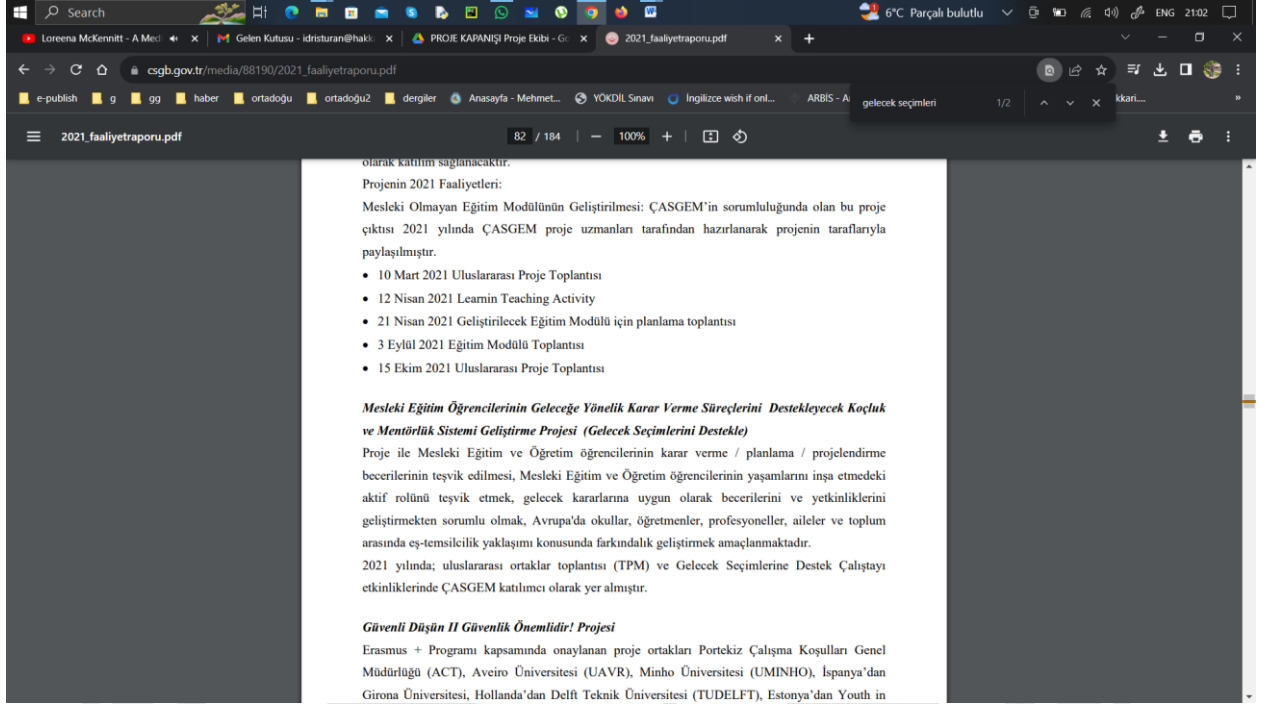 Search
6°C Parçalı bulutlu
ENG 21:02
Loreena McKennitt - A Med
Gelen Kutusu - idristuran@hakk
PROJE KAPANIŞI Proje Ekibi - Go
2021_faaliyetraporu.pdf
csgb.gov.tr/media/88190/2021_faaliyetraporu.pdf
e-publish g gg haber ortadoğu ortadoğu2 dergiler Anasayfa - Mehmet... YÖKDİL Sınavı İngilizce wish if onl... ARBİS - A kkari.... »
gelecek seçimleri 1/2
2021_faaliyetraporu.pdf 82 / 184 100%
olarak katılım sağlanacaktır.
Projenin 2021 Faaliyetleri:
Mesleki Olmayan Eğitim Modülünün Geliştirilmesi: ÇASGEM'in sorumluluğunda olan bu proje
çıktısı 2021 yılında ÇASGEM proje uzmanları tarafından hazırlanarak projenin taraflarıyla
paylaşılmıştır.
• 10 Mart 2021 Uluslararası Proje Toplantısı
• 12 Nisan 2021 Learnin Teaching Activity
• 21 Nisan 2021 Geliştirilecek Eğitim Modülü için planlama toplantısı
• 3 Eylül 2021 Eğitim Modülü Toplantısı
• 15 Ekim 2021 Uluslararası Proje Toplantısı
Mesleki Eğitim Öğrencilerinin Geleceğe Yönelik Karar Verme Süreçlerini Destekleyecek Koçluk
ve Mentörlük Sistemi Geliştirme Projesi (Gelecek Seçimlerini Destekle)
Proje ile Mesleki Eğitim ve Öğretim öğrencilerinin karar verme / planlama / projelendirme
becerilerinin teşvik edilmesi, Mesleki Eğitim ve Öğretim öğrencilerinin yaşamlarını inşa etmedeki
aktif rolünü teşvik etmek, gelecek kararlarına uygun olarak becerilerini ve yetkinliklerini
geliştirmekten sorumlu olmak, Avrupa'da okullar, öğretmenler, profesyoneller, aileler ve toplum
arasında eş-temsilcilik yaklaşımı konusunda farkındalık geliştirmek amaçlanmaktadır.
2021 yılında; uluslararası ortaklar toplantısı (TPM) ve Gelecek Seçimlerine Destek Çalıştayı
etkinliklerinde ÇASGEM katılımcı olarak yer almıştır.
Güvenli Düşün II Güvenlik Önemlidir! Projesi
Erasmus + Programı kapsamında onaylanan proje ortakları Portekiz Çalışma Koşulları Genel
Müdürlüğü (ACT), Aveiro Üniversitesi (UAVR), Minho Üniversitesi (UMINHO), İspanya'dan
Girona Üniversitesi, Hollanda'dan Delft Teknik Üniversitesi (TUDELFT), Estonya'dan Youth in